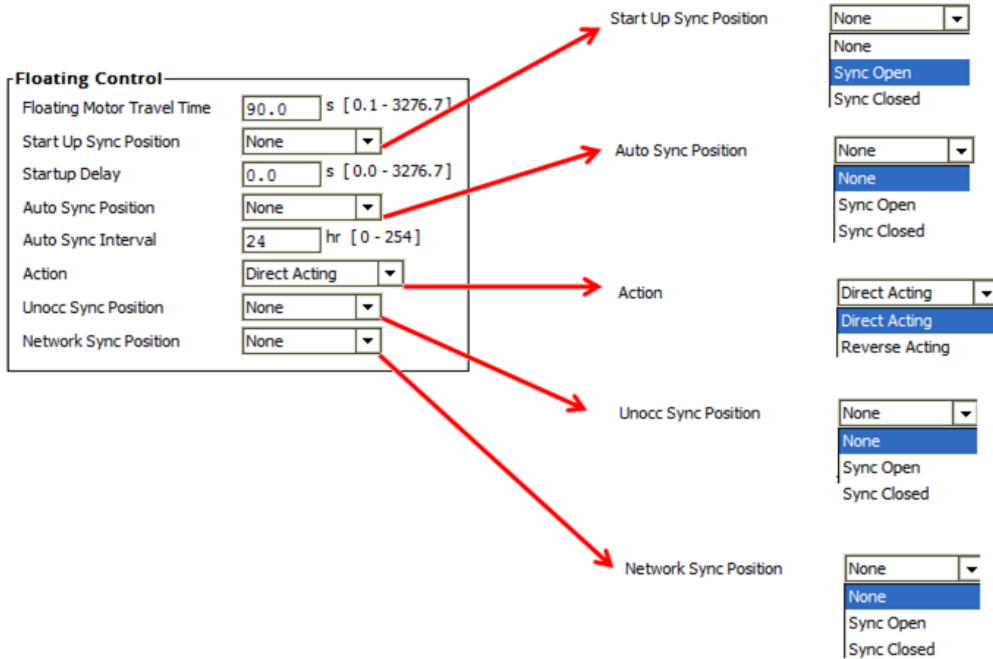 Floating Control
Floating Motor Travel Time 90.0 s [0.1 - 3276.7]
Start Up Sync Position None
Startup Delay 0.0 s [0.0 - 3276.7]
Auto Sync Position None
Auto Sync Interval 24 hr [0 - 254]
Action Direct Acting
Unocc Sync Position None
Network Sync Position None
Start Up Sync Position None
None
Sync Open
Sync Closed
Auto Sync Position None
None
Sync Open
Sync Closed
Action Direct Acting
Direct Acting
Reverse Acting
Unocc Sync Position None
None
Sync Open
Sync Closed
Network Sync Position None
None
Sync Open
Sync Closed